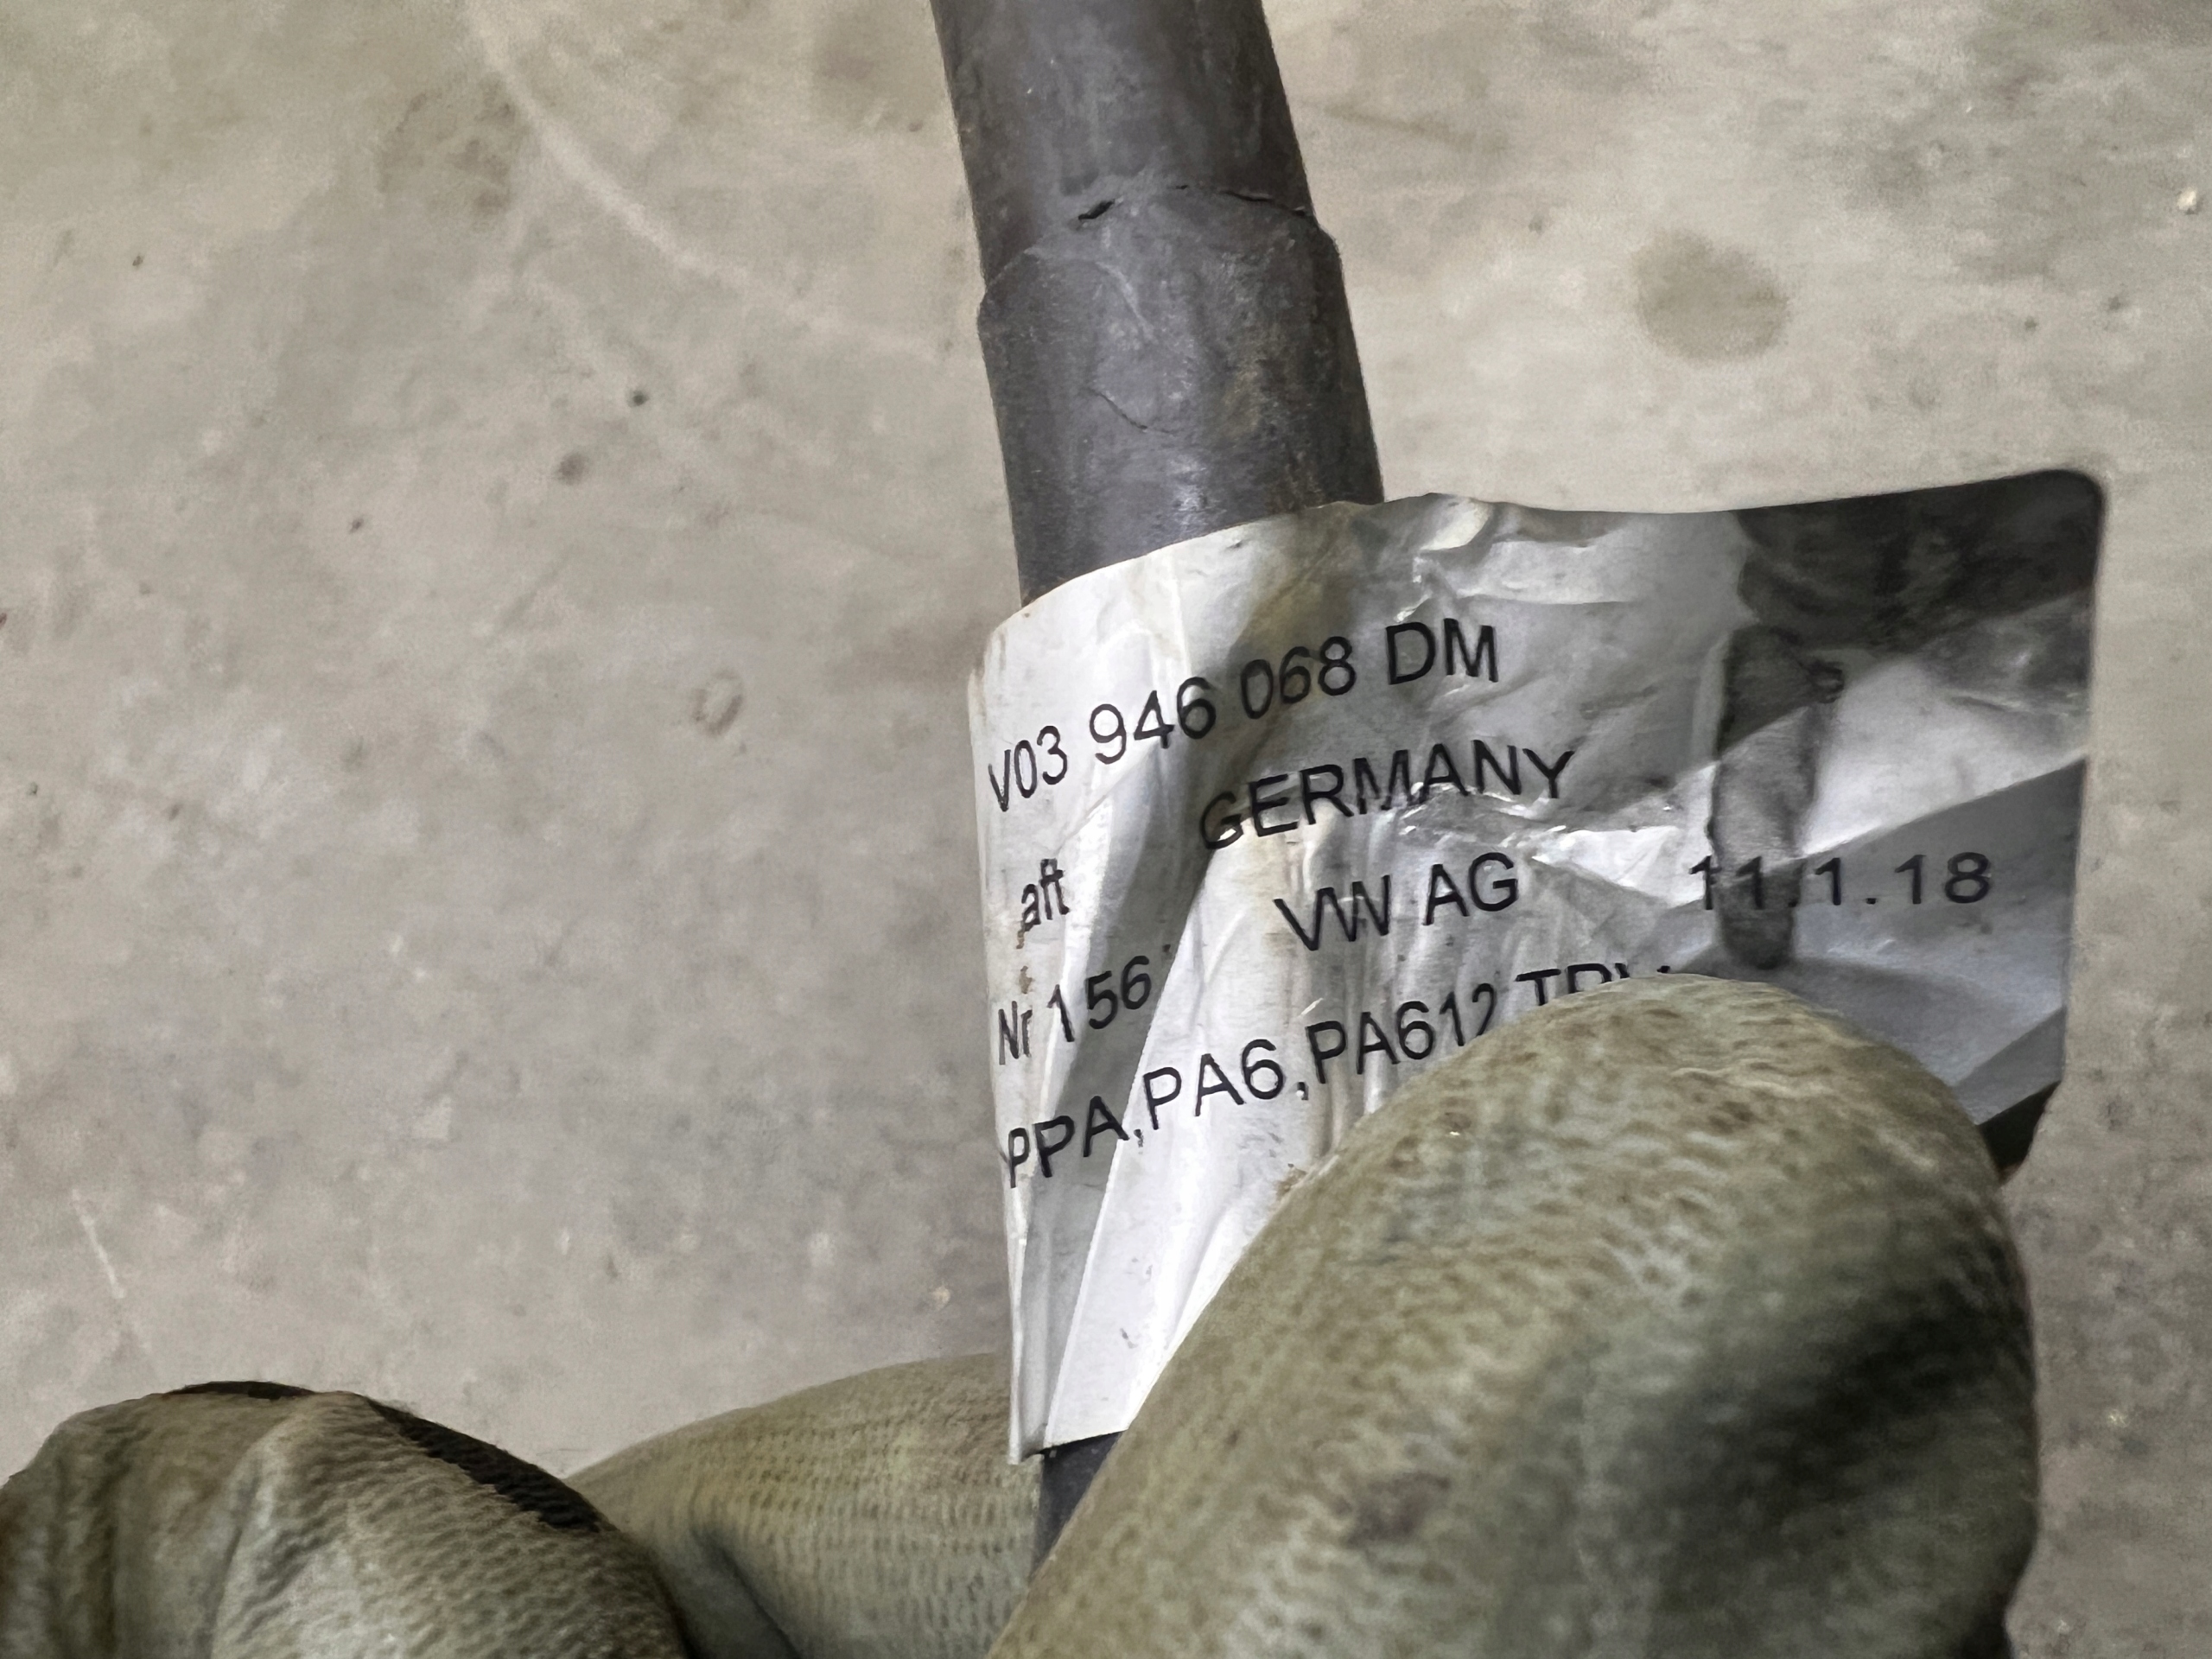 V03 946 068 DM
GERMANY
aft VW AG 11.1.18
Nr 156
PPA,PA6,PA612